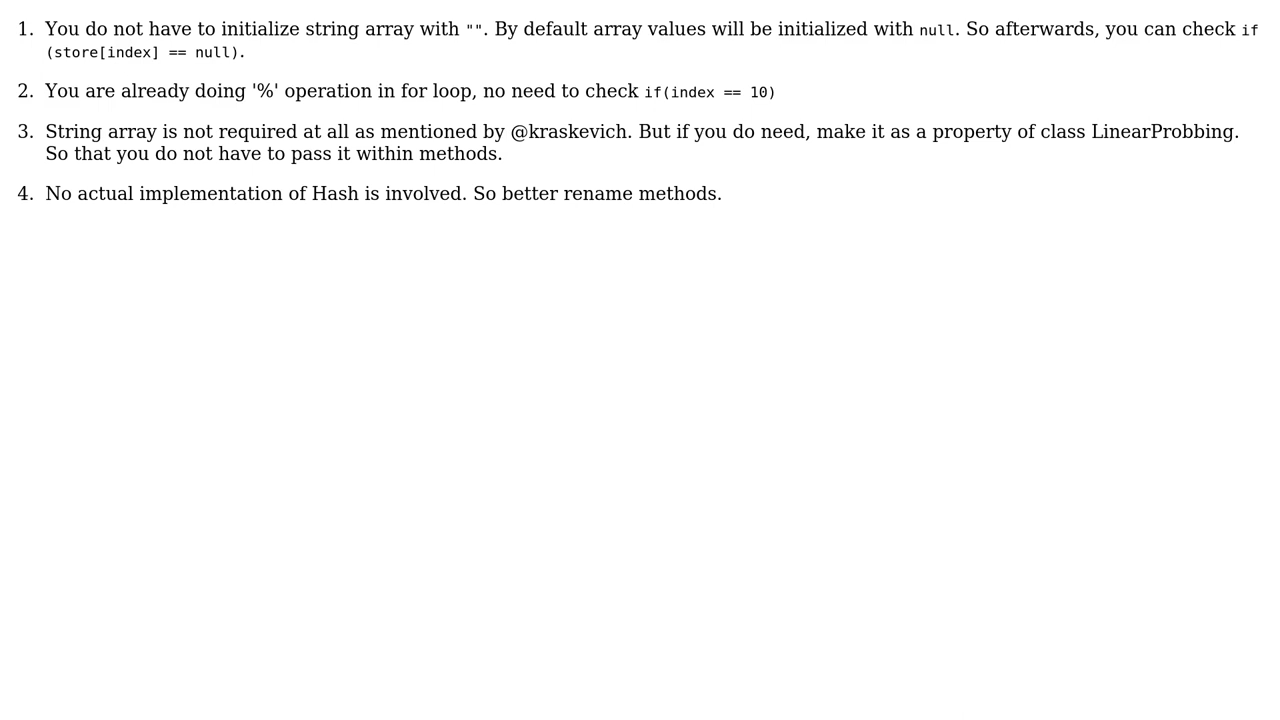 1. You do not have to initialize string array with "". By default array values will be initialized with null. So afterwards, you can check if
(store[index] == null).
2. You are already doing '%' operation in for loop, no need to check if(index == 10)
3. String array is not required at all as mentioned by @kraskevich. But if you do need, make it as a property of class LinearProbbing.
So that you do not have to pass it within methods.
4. No actual implementation of Hash is involved. So better rename methods.